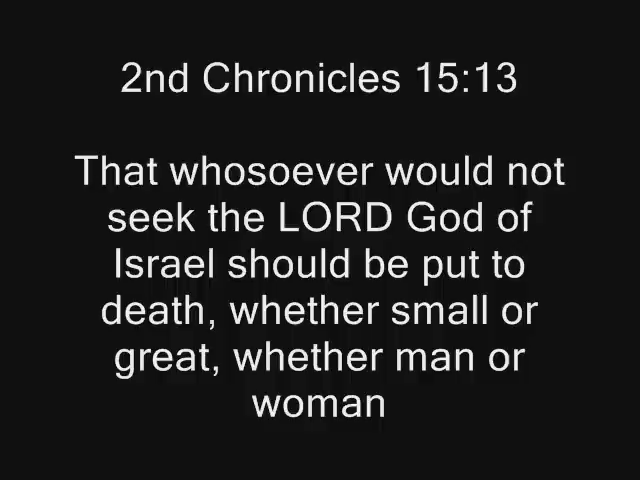 2nd Chronicles 15:13
That whosoever would not
seek the LORD God of
Israel should be put to
death, whether small or
great, whether man or
woman